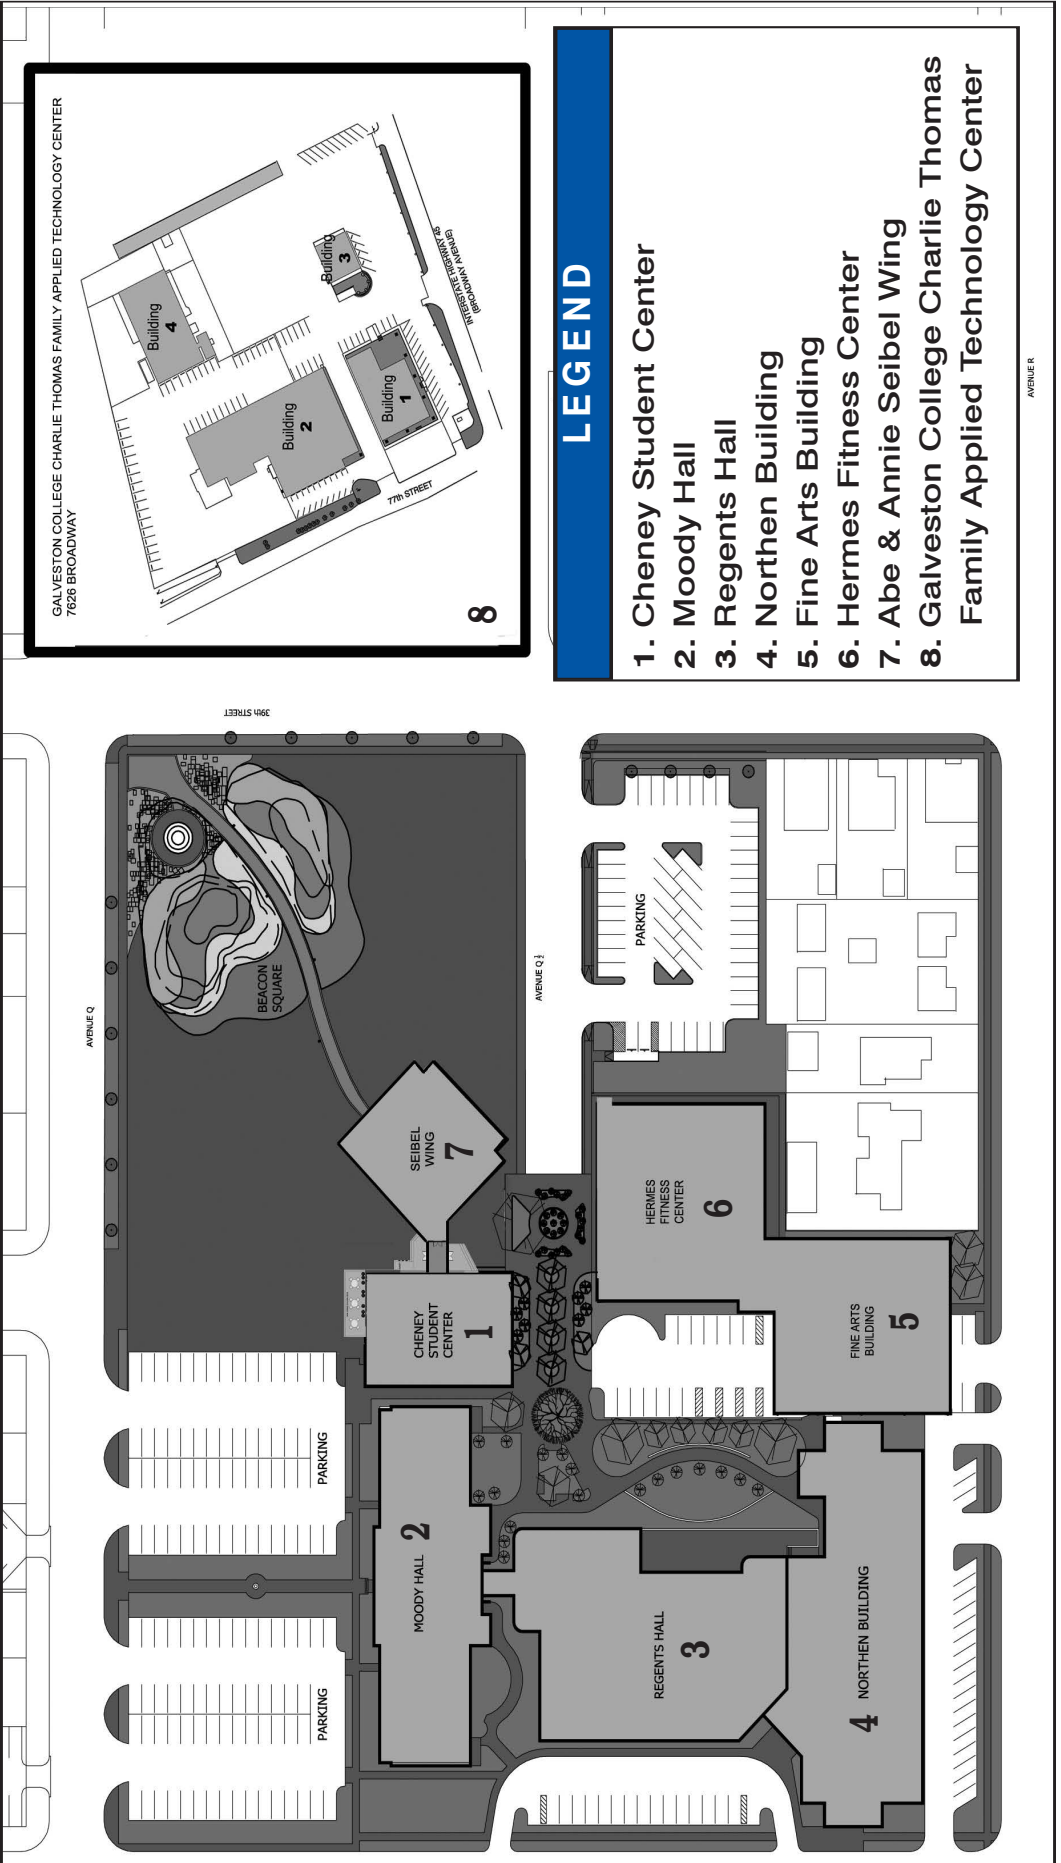 GALVESTON COLLEGE CHARLIE THOMAS FAMILY APPLIED TECHNOLOGY CENTER
7626 BROADWAY
Building
4
Building
3
Building
2
Building
1
INTERSTATE HIGHWAY 45
(BROADWAY AVENUE)
77th STREET
8
LEGEND
1. Cheney Student Center
2. Moody Hall
3. Regents Hall
4. Northen Building
5. Fine Arts Building
6. Hermes Fitness Center
7. Abe & Annie Seibel Wing
8. Galveston College Charlie Thomas
Family Applied Technology Center
AVENUE R
39th STREET
AVENUE Q
BEACON
SQUARE
AVENUE Q ½
PARKING
SEIBEL
WING
7
HERMES
FITNESS
CENTER
6
CHENEY
STUDENT
CENTER
1
FINE ARTS
BUILDING
5
PARKING
MOODY HALL
2
PARKING
REGENTS HALL
3
NORTHEN BUILDING
4